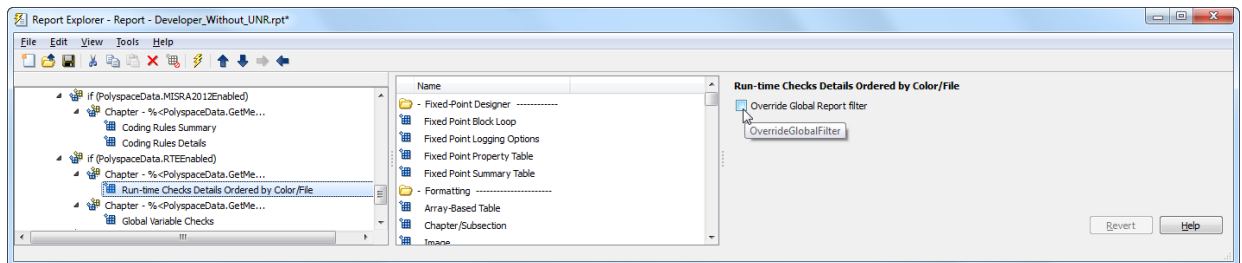 Report Explorer - Report - Developer_Without_UNR.rpt*
File Edit View Tools Help
if (PolyspaceData.MISRA2012Enabled)
Chapter - %<PolyspaceData.GetMe...
Coding Rules Summary
Coding Rules Details
if (PolyspaceData.RTEEnabled)
Chapter - %<PolyspaceData.GetMe...
Run-time Checks Details Ordered by Color/File
Chapter - %<PolyspaceData.GetMe...
Global Variable Checks
Name
- Fixed-Point Designer ------------
Fixed Point Block Loop
Fixed Point Logging Options
Fixed Point Property Table
Fixed Point Summary Table
- Formatting ----------------------
Array-Based Table
Chapter/Subsection
Image
Run-time Checks Details Ordered by Color/File
Override Global Report filter
OverrideGlobalFilter
Revert Help